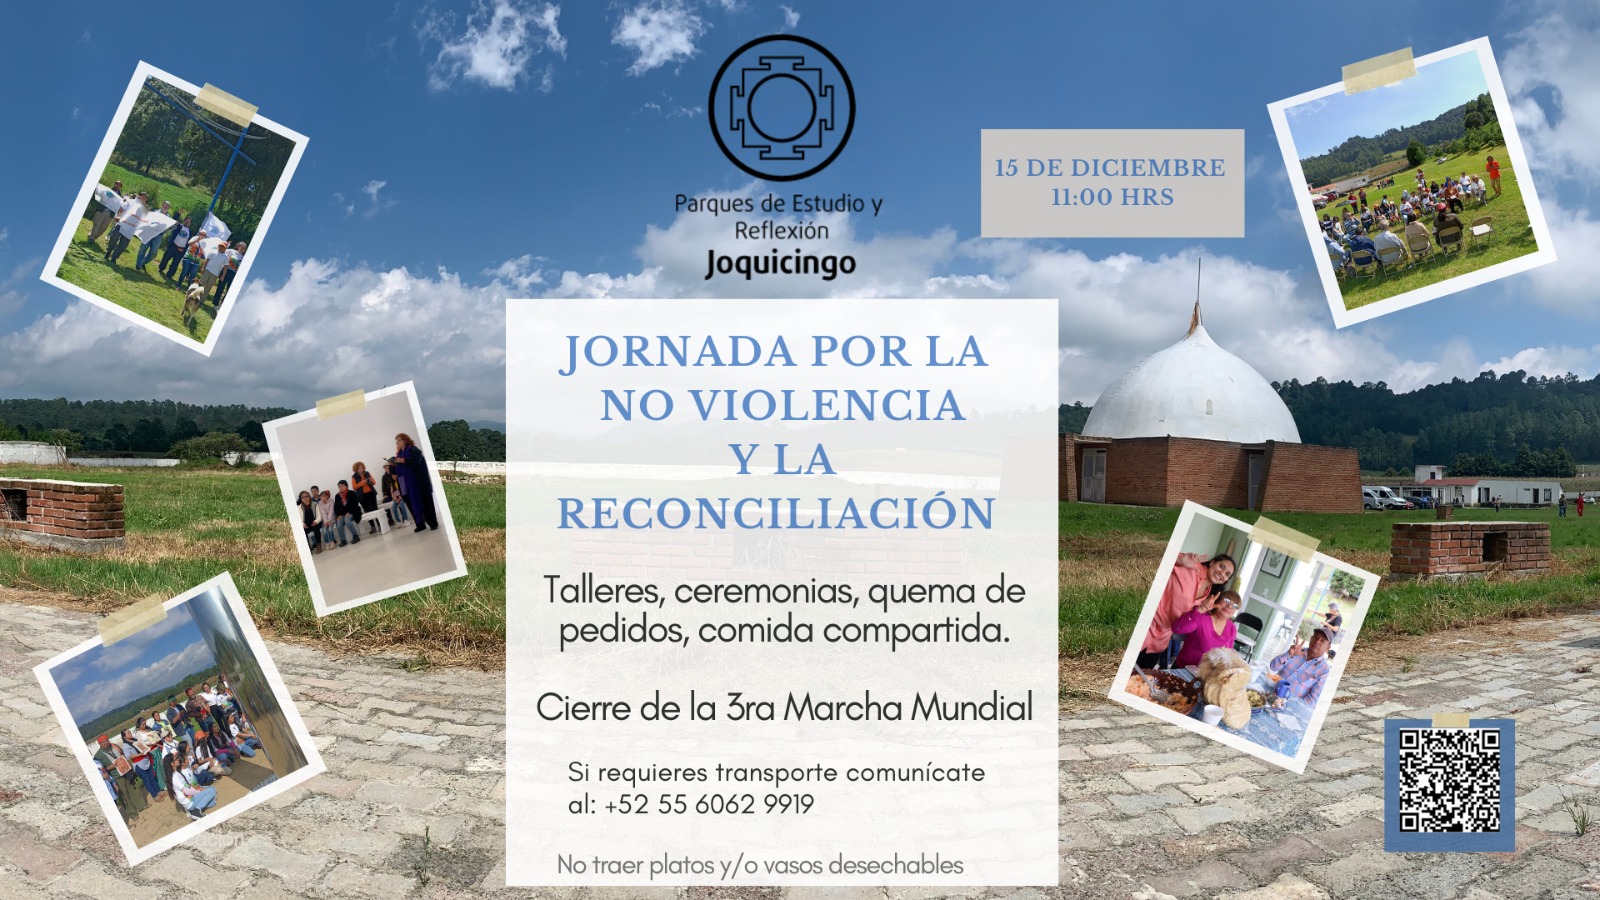 Parques de Estudio y
Reflexión
Joquicingo
15 DE DICIEMBRE
11:00 HRS
JORNADA POR LA
NO VIOLENCIA
Y LA
RECONCILIACIÓN
Talleres, ceremonias, quema de
pedidos, comida compartida.
Cierre de la 3ra Marcha Mundial
Si requieres transporte comunícate
al: +52 55 6062 9919
No traer platos y/o vasos desechables